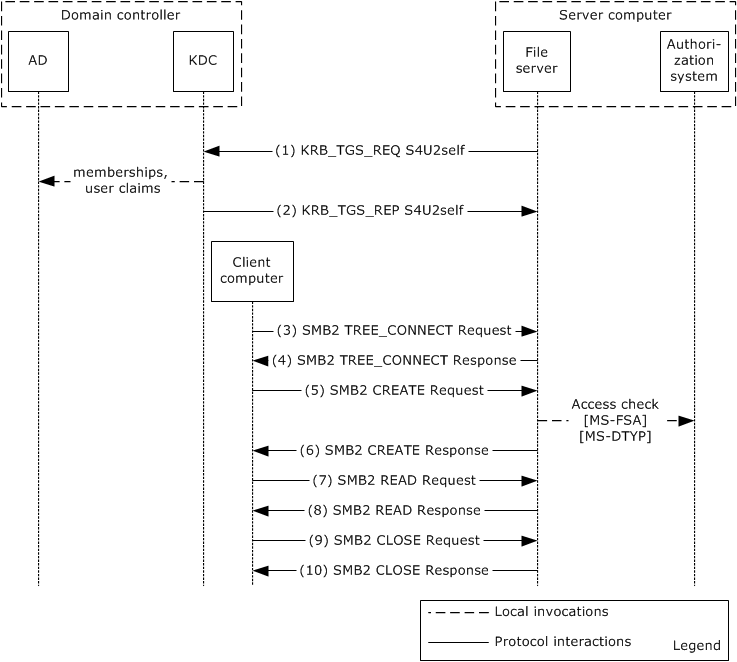 Domain controller
Server computer
AD
KDC
File
server
Authori-
zation
system
(1) KRB_TGS_REQ S4U2self
memberships,
user claims
(2) KRB_TGS_REP S4U2self
Client
computer
(3) SMB2 TREE_CONNECT Request
(4) SMB2 TREE_CONNECT Response
(5) SMB2 CREATE Request
Access check
[MS-FSA]
[MS-DTYP]
(6) SMB2 CREATE Response
(7) SMB2 READ Request
(8) SMB2 READ Response
(9) SMB2 CLOSE Request
(10) SMB2 CLOSE Response
Local invocations
Protocol interactions
Legend